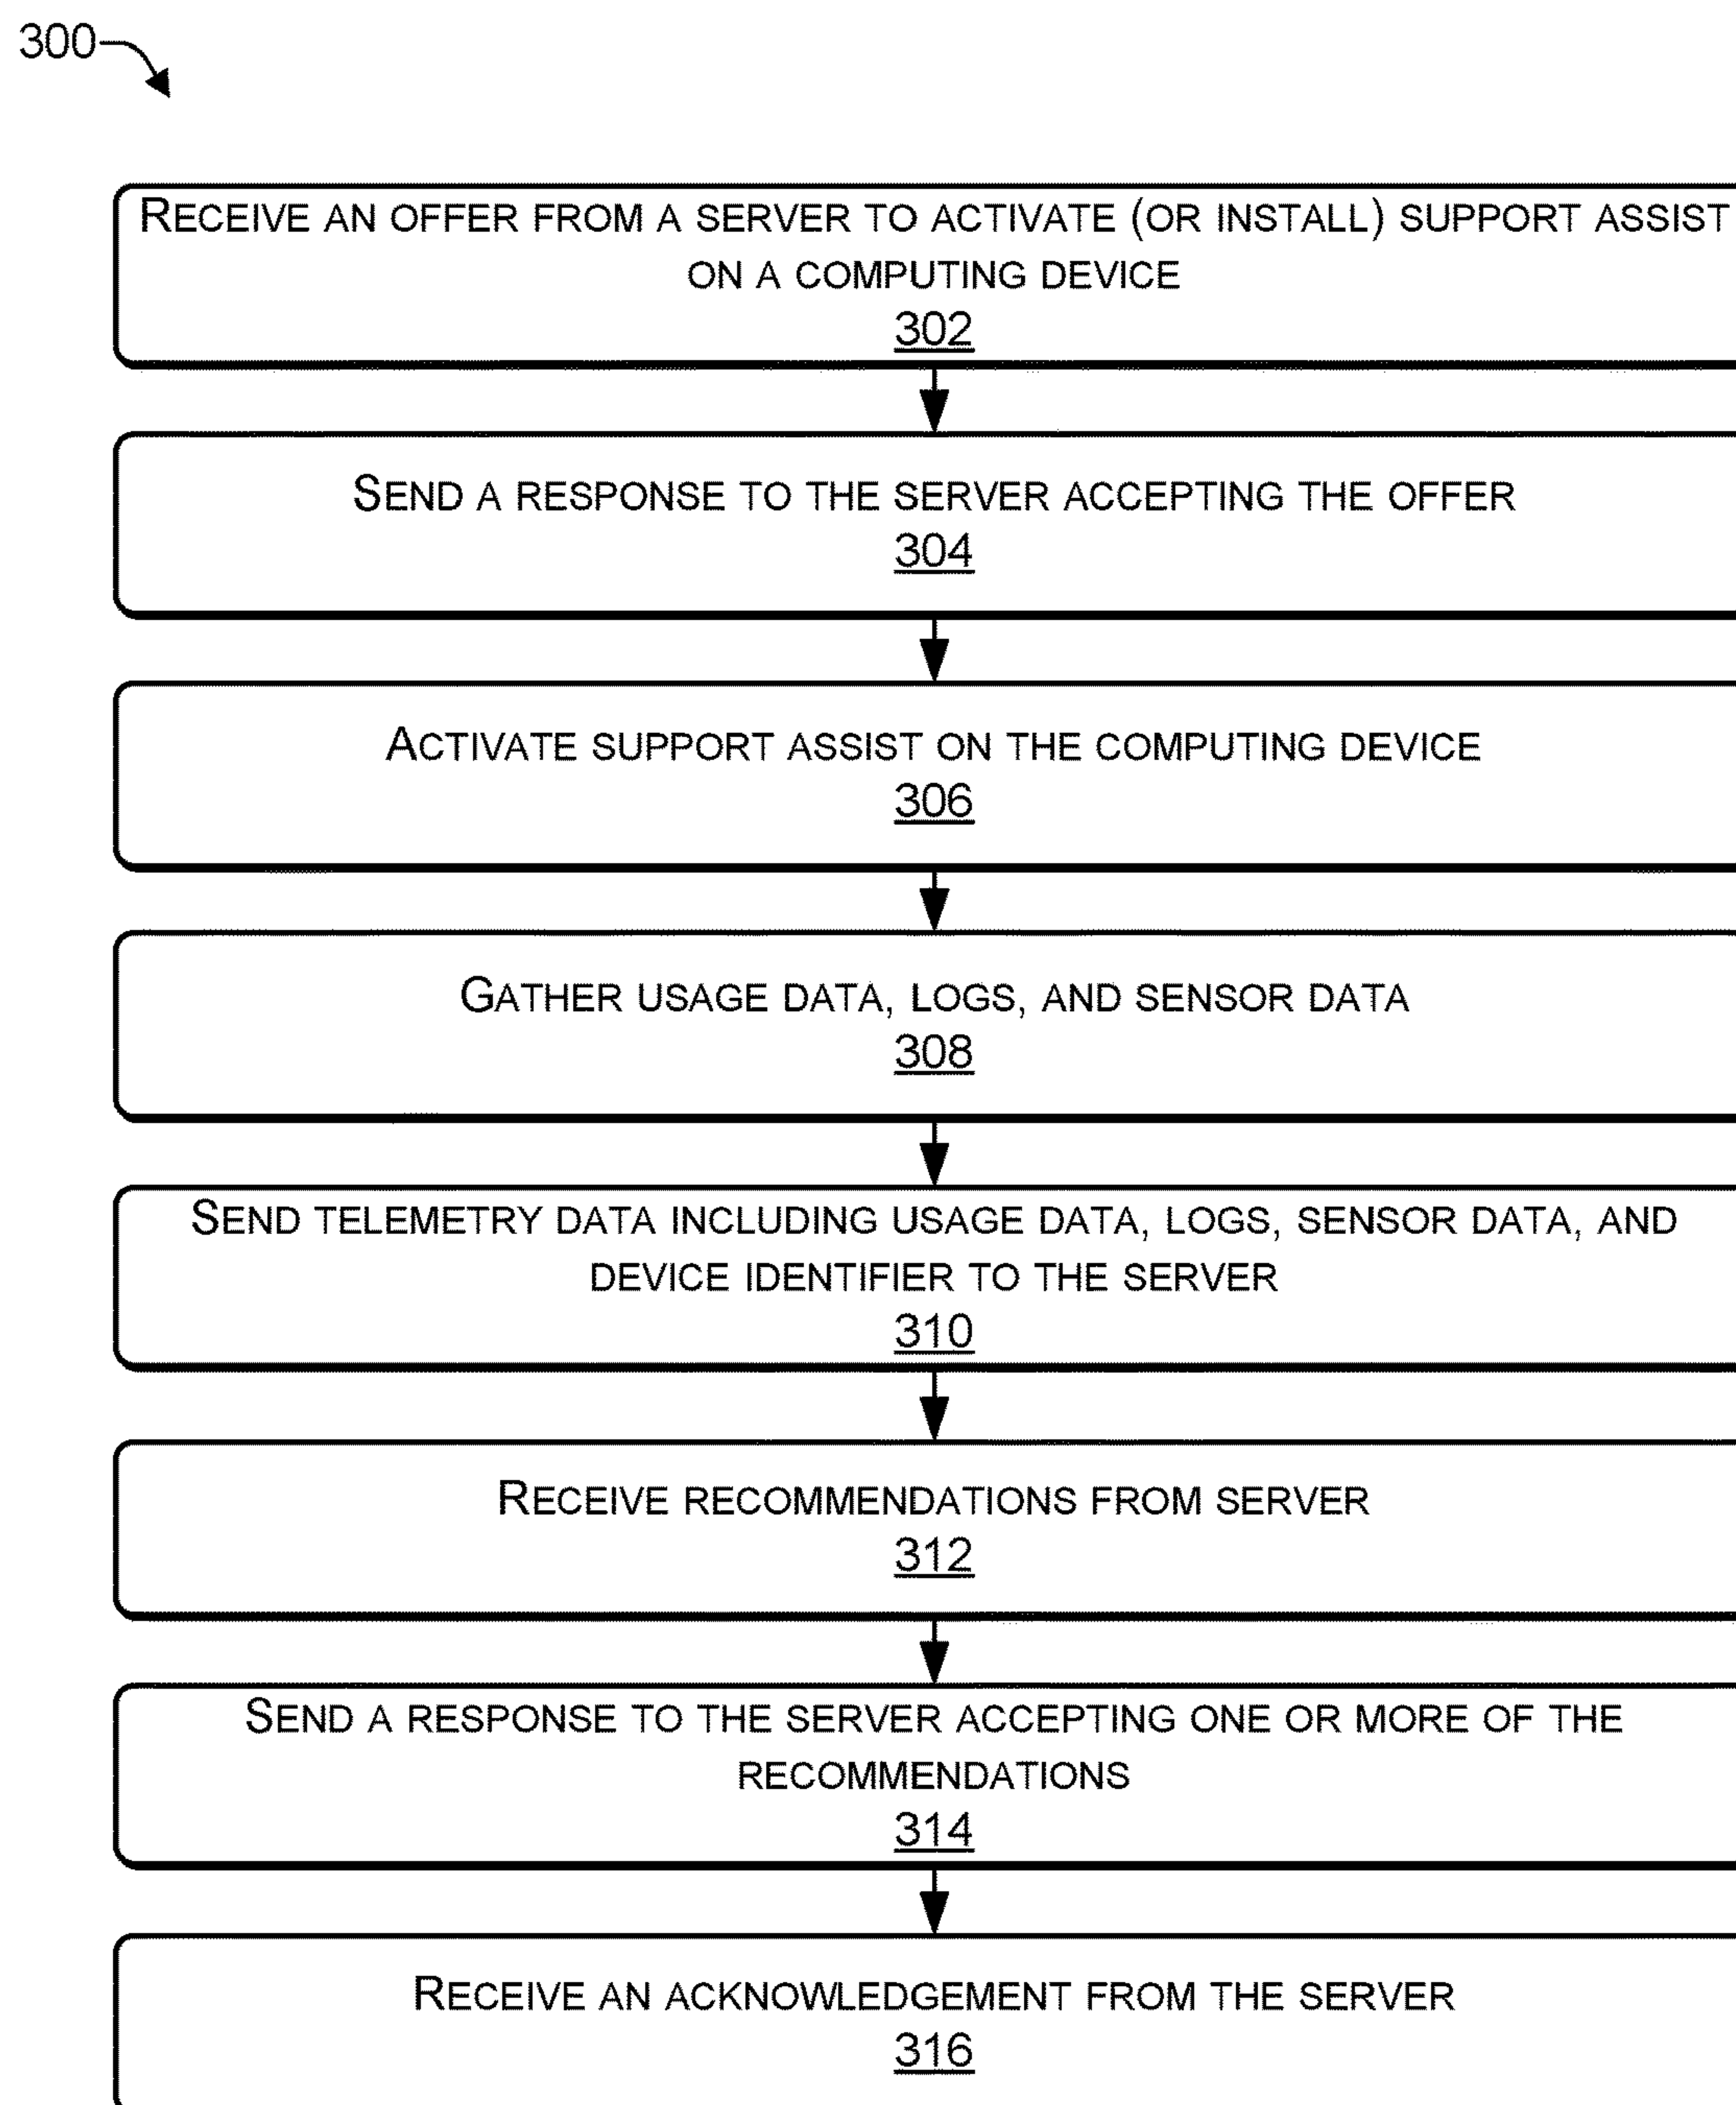 300
RECEIVE AN OFFER FROM A SERVER TO ACTIVATE (OR INSTALL) SUPPORT ASSIST
ON A COMPUTING DEVICE
302
SEND A RESPONSE TO THE SERVER ACCEPTING THE OFFER
304
ACTIVATE SUPPORT ASSIST ON THE COMPUTING DEVICE
306
GATHER USAGE DATA, LOGS, AND SENSOR DATA
308
SEND TELEMETRY DATA INCLUDING USAGE DATA, LOGS, SENSOR DATA, AND
DEVICE IDENTIFIER TO THE SERVER
310
RECEIVE RECOMMENDATIONS FROM SERVER
312
SEND A RESPONSE TO THE SERVER ACCEPTING ONE OR MORE OF THE
RECOMMENDATIONS
314
RECEIVE AN ACKNOWLEDGEMENT FROM THE SERVER
316